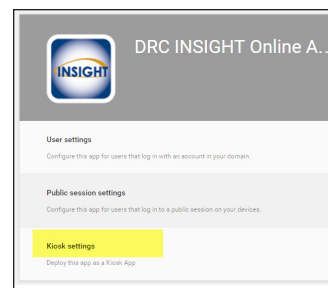 INSIGHT
DRC INSIGHT Online A...
User settings
Configure this app for users that log in with an account in your domain.
Public session settings
Configure this app for users that log in to a public session on your devices.
Kiosk settings
Deploy this app as a Kiosk App